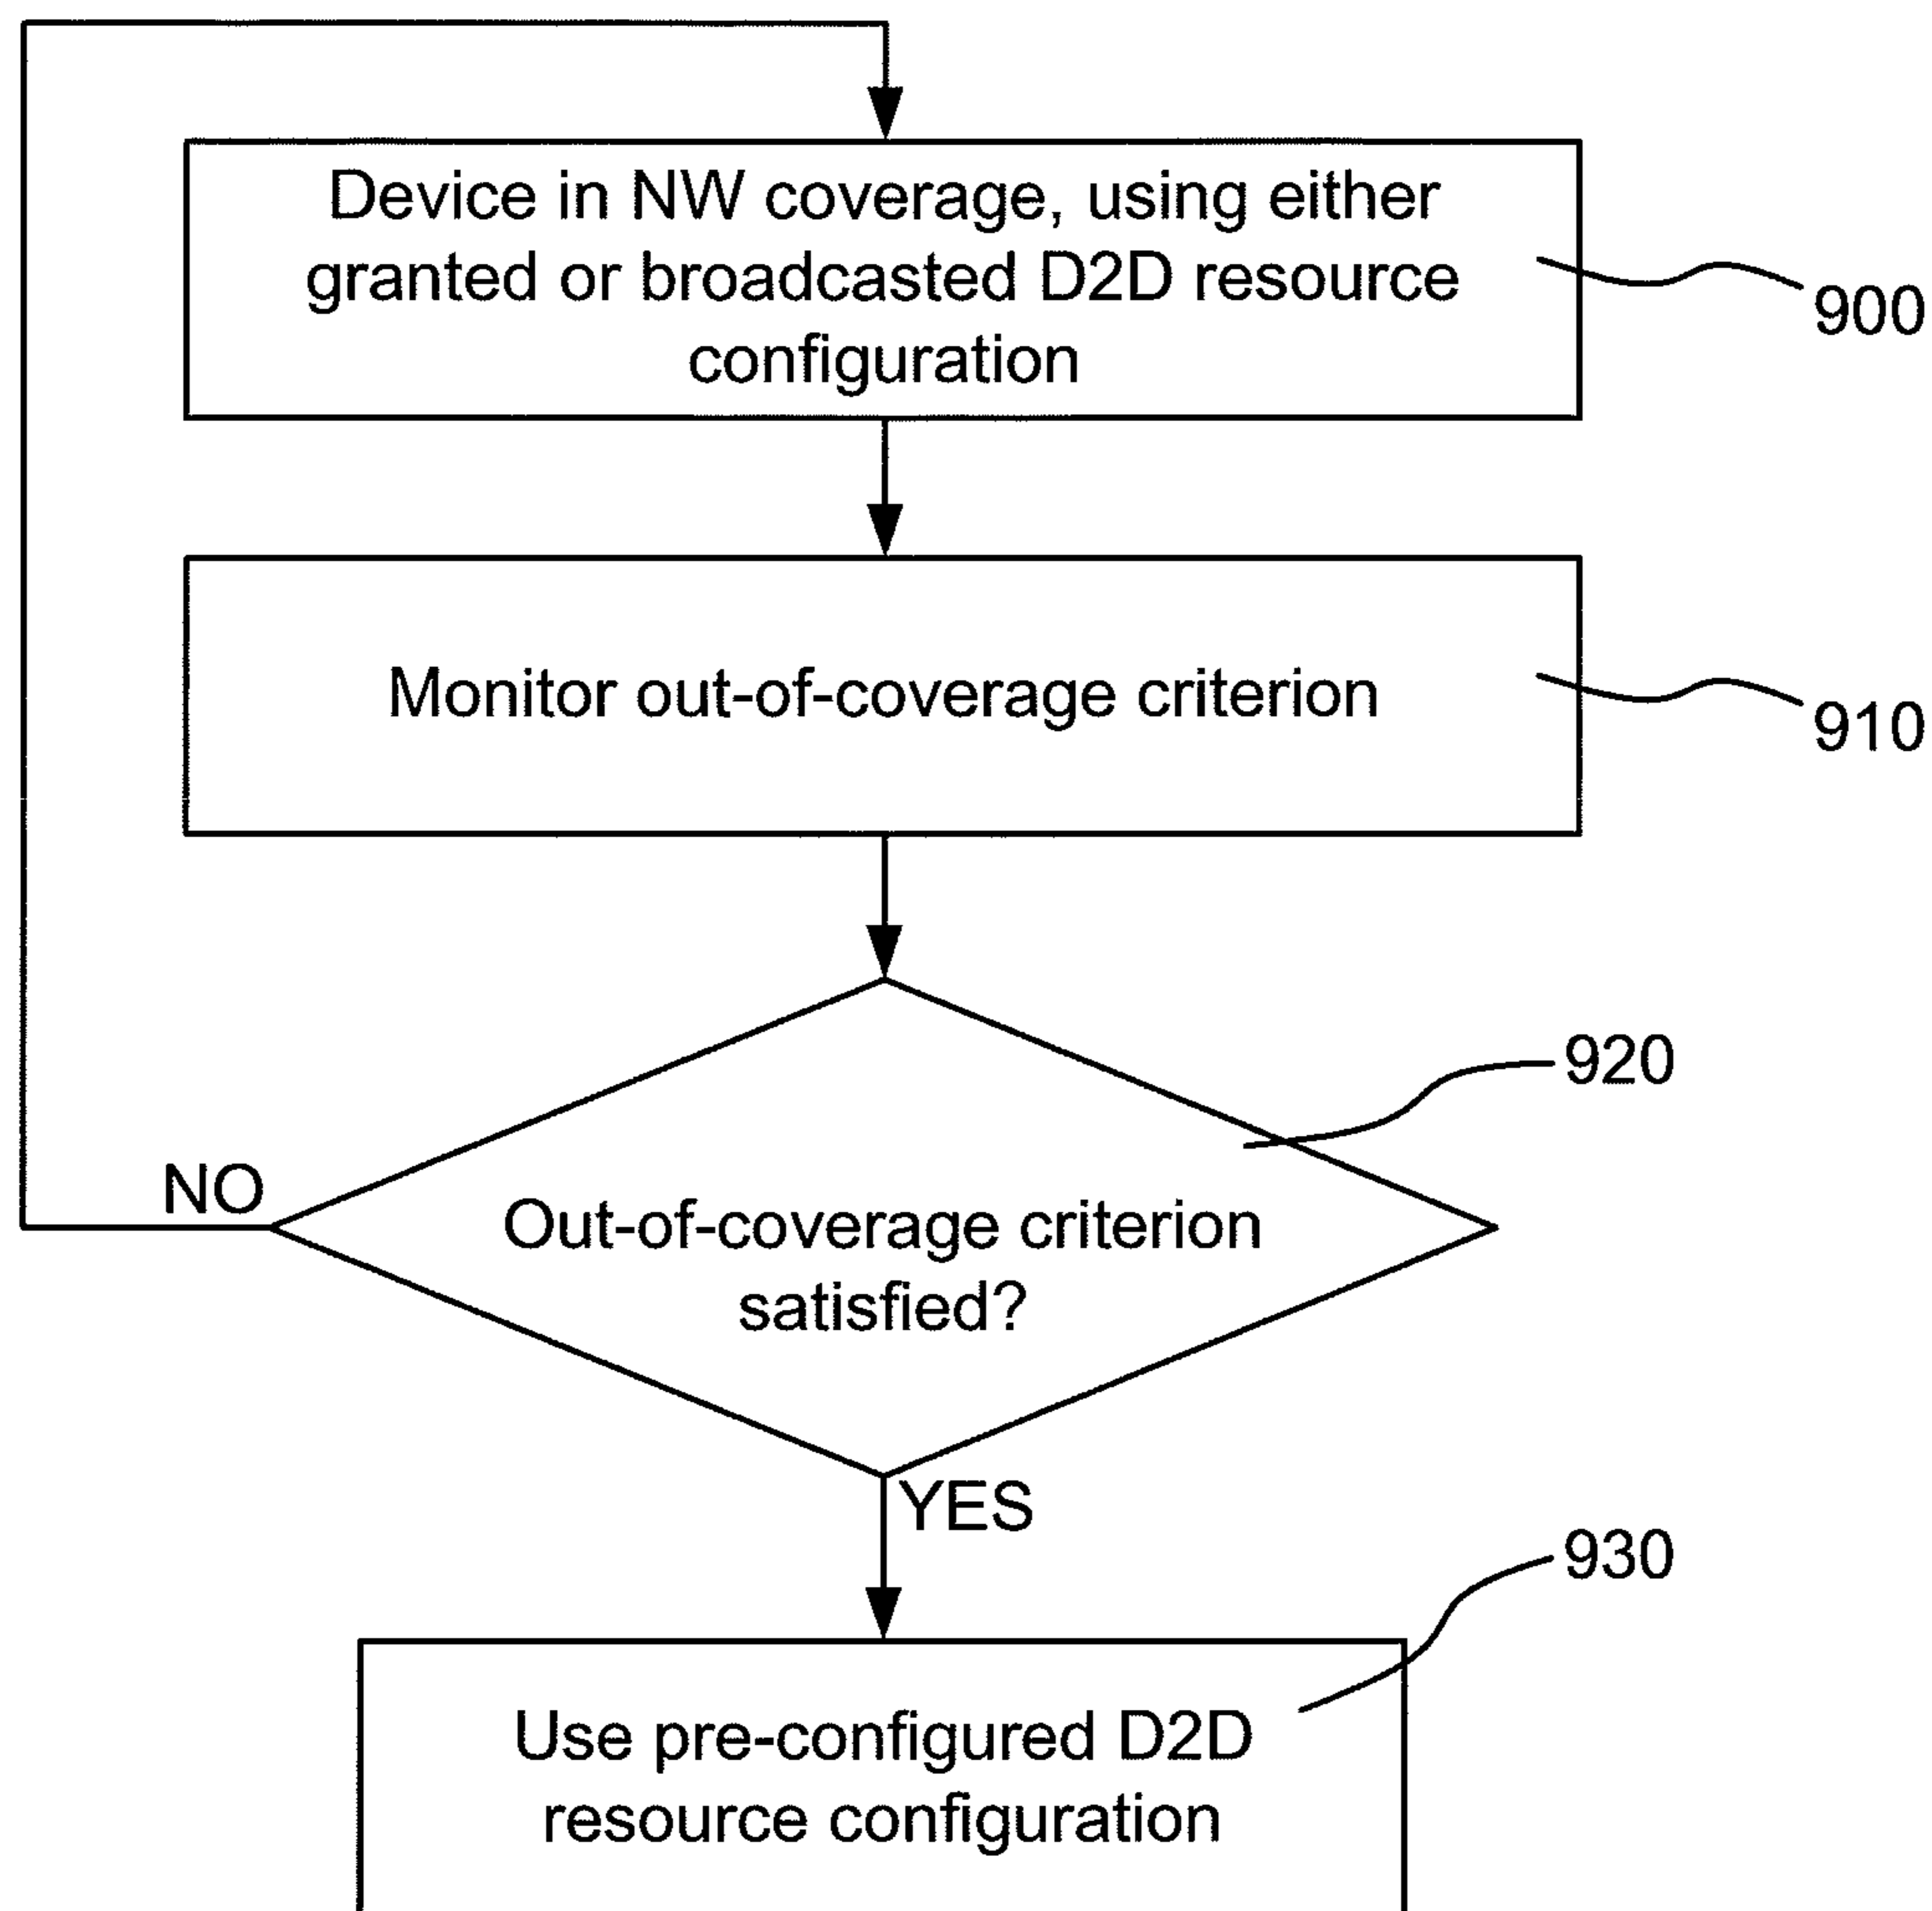 Device in NW coverage, using either
granted or broadcasted D2D resource
configuration
900
Monitor out-of-coverage criterion
910
920
NO
Out-of-coverage criterion
satisfied?
YES
930
Use pre-configured D2D
resource configuration